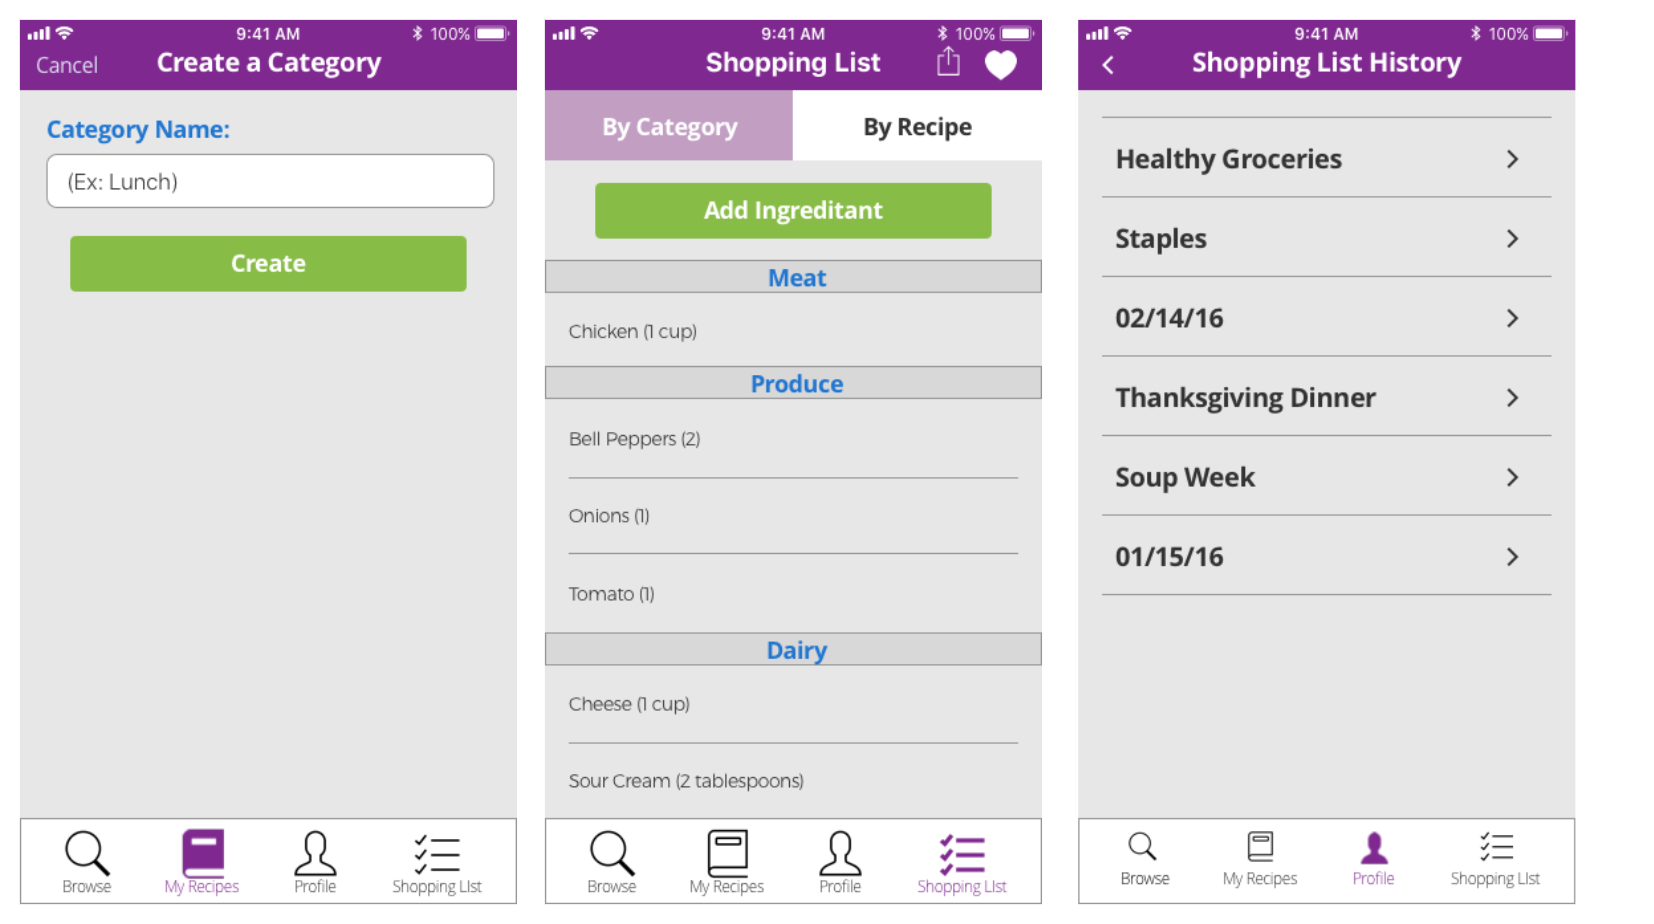 9:41 AM
100%
Cancel
Create a Category
Category Name:
(Ex: Lunch)
Create
Browse
My Recipes
Profile
Shopping LIst
9:41 AM
100%
Shopping List
By Category
By Recipe
Add Ingreditant
Meat
Chicken (1 cup)
Produce
Bell Peppers (2)
Onions (1)
Tomato (1)
Dairy
Cheese (1 cup)
Sour Cream (2 tablespoons)
Browse
My Recipes
Profile
Shopping LIst
9:41 AM
100%
Shopping List History
Healthy Groceries
Staples
02/14/16
Thanksgiving Dinner
Soup Week
01/15/16
Browse
My Recipes
Profile
Shopping LIst